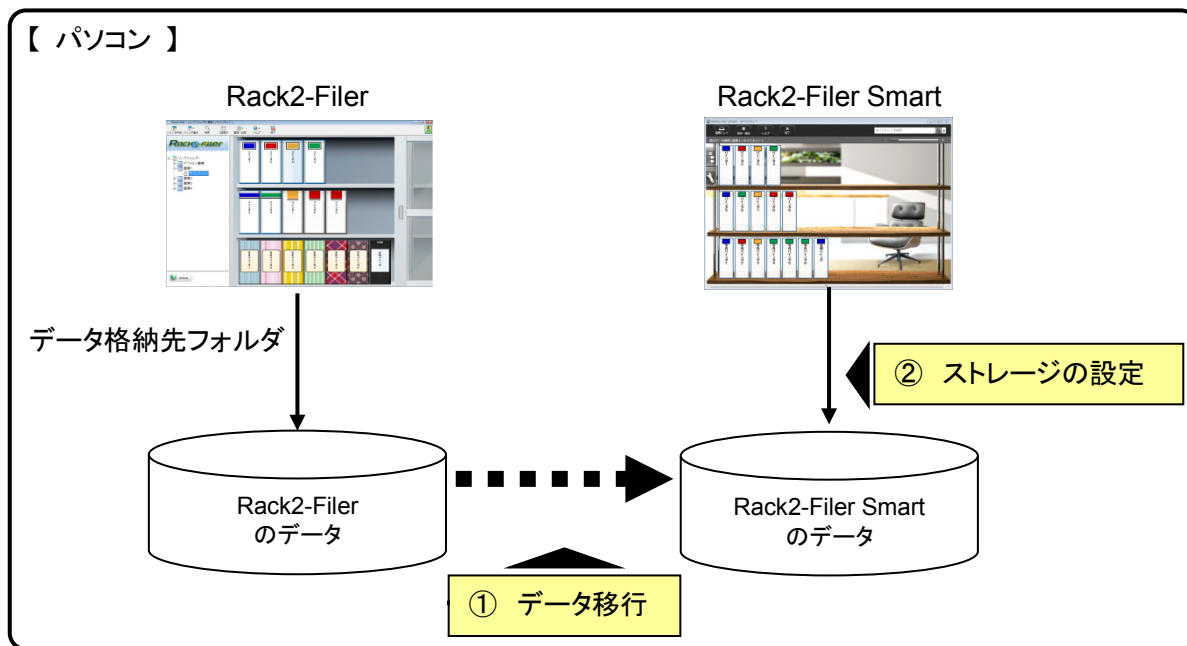 【 パソコン 】
Rack2-Filer
Rack2-Filer Smart
データ格納先フォルダ
② ストレージの設定
Rack2-Filer
のデータ
Rack2-Filer Smart
のデータ
① データ移行